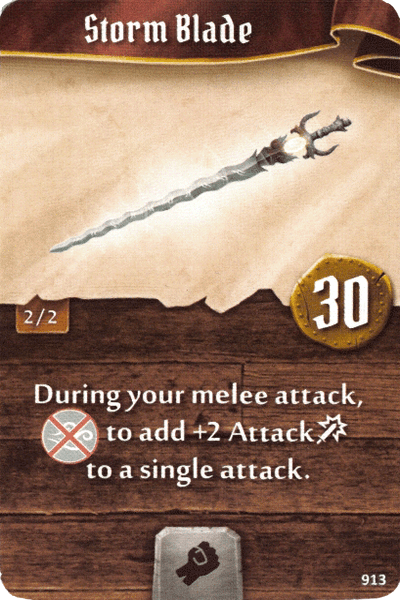 Storm Blade
2/2
30
During your melee attack,
to add +2 Attack
to a single attack.
913